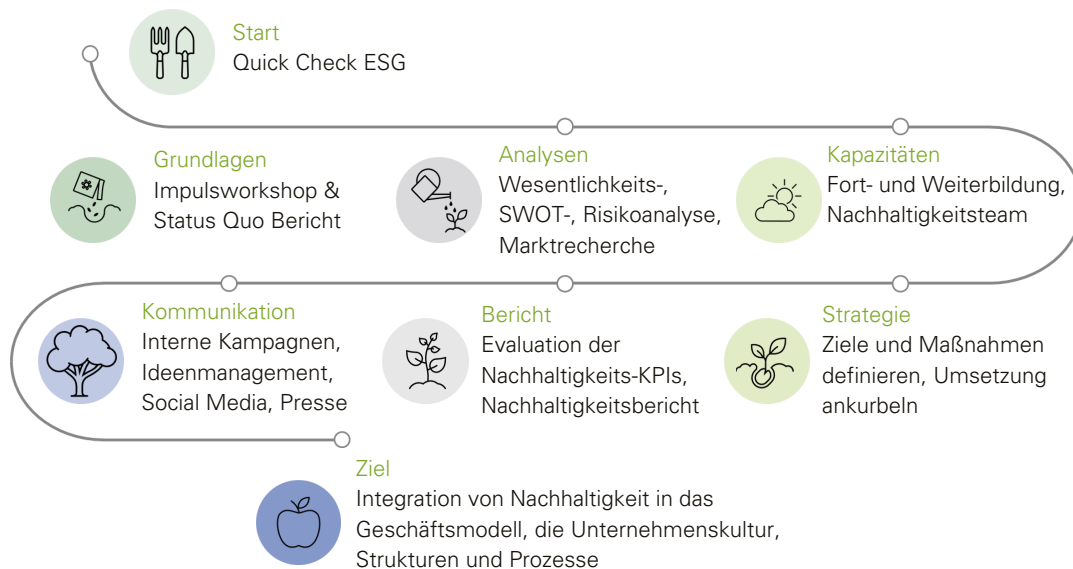 Start
Quick Check ESG
Grundlagen
Impulsworkshop &
Status Quo Bericht
Analysen
Wesentlichkeits-,
SWOT-, Risikoanalyse,
Marktrecherche
Kapazitäten
Fort- und Weiterbildung,
Nachhaltigkeitsteam
Strategie
Ziele und Maßnahmen
definieren, Umsetzung
ankurbeln
Bericht
Evaluation der
Nachhaltigkeits-KPIs,
Nachhaltigkeitsbericht
Kommunikation
Interne Kampagnen,
Ideenmanagement,
Social Media, Presse
Ziel
Integration von Nachhaltigkeit in das
Geschäftsmodell, die Unternehmenskultur,
Strukturen und Prozesse